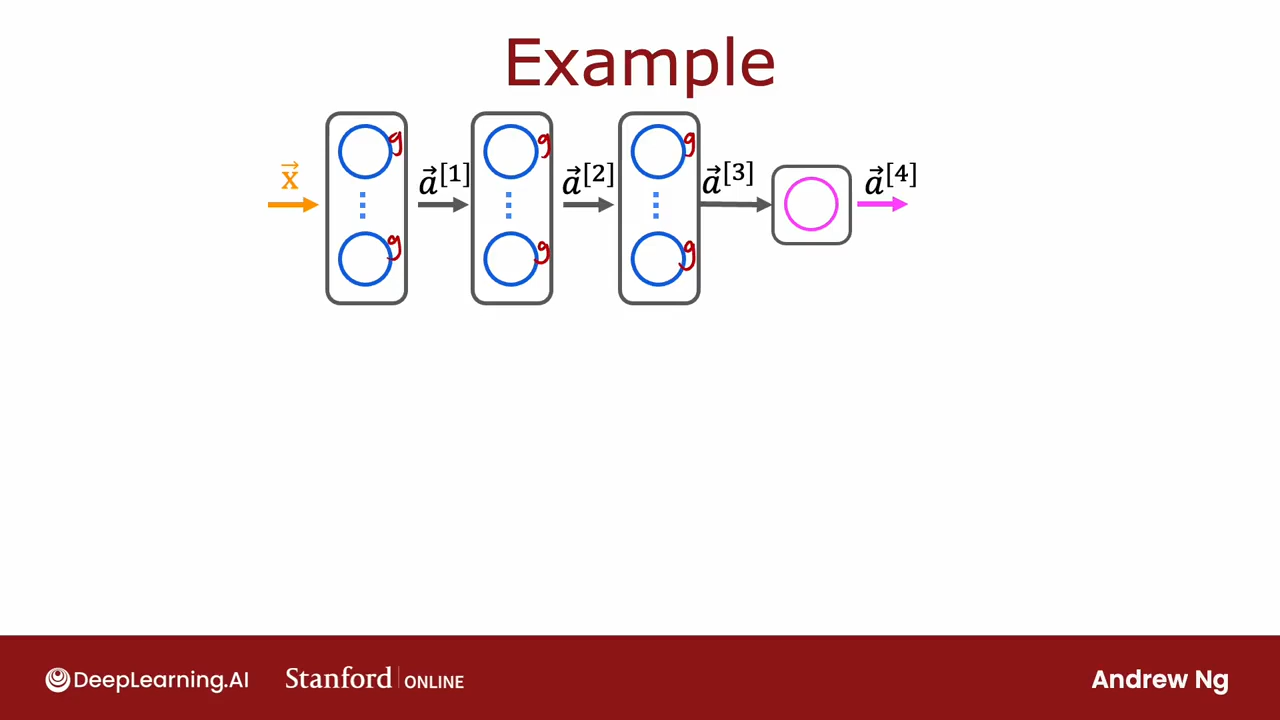 Example
g g g
x⃗ a⃗[1] a⃗[2] a⃗[3] a⃗[4]
g g g
DeepLearning.AI Stanford ONLINE Andrew Ng